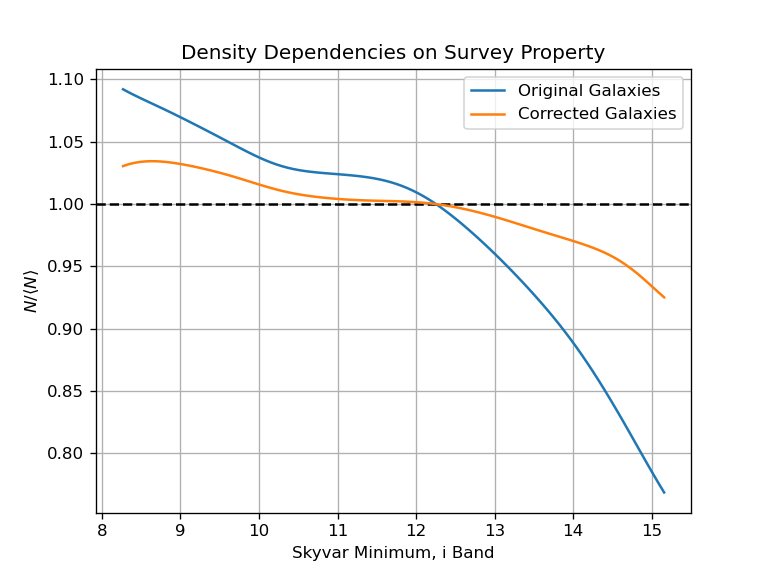 Density Dependencies on Survey Property
Original Galaxies
Corrected Galaxies
1.10
1.05
1.00
0.95
0.90
0.85
0.80
N/⟨N⟩
8 9 10 11 12 13 14 15
Skyvar Minimum, i Band